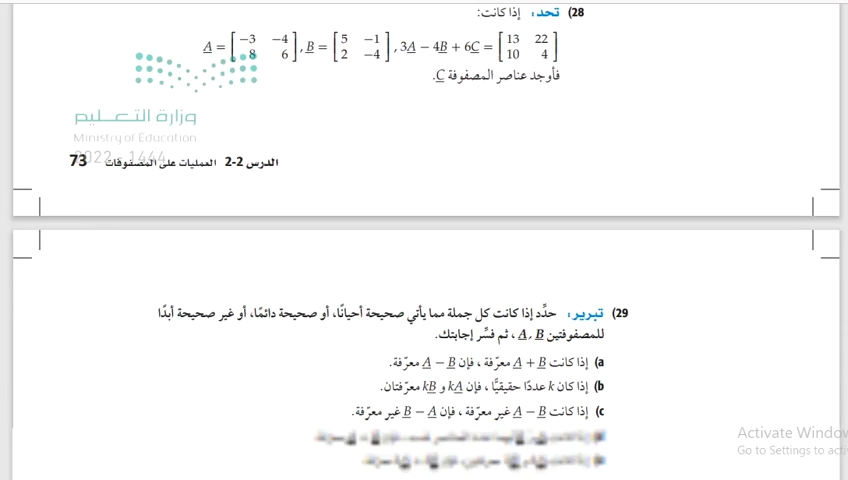 28) تحدٍّ: إذا كانت:
A = [−3 −4 8 6], B = [5 −1 2 −4], 3A − 4B + 6C = [13 22 10 4]
فأوجد عناصر المصفوفة C.
وزارة التعليم
Ministry of Education
2022 - 1444
الدرس 2-2 العمليات على المصفوفات 73
29) تبرير: حدِّد إذا كانت كل جملة مما يأتي صحيحة أحيانًا، أو صحيحة دائمًا، أو غير صحيحة أبدًا
للمصفوفتين A, B ، ثم فسِّر إجابتك.
a) إذا كانت A + B معرّفة ، فإن A − B معرّفة.
b) إذا كان k عددًا حقيقيًّا ، فإن kA و kB معرّفتان.
c) إذا كانت A − B غير معرّفة ، فإن B − A غير معرّفة.
Activate Window
Go to Settings to acti